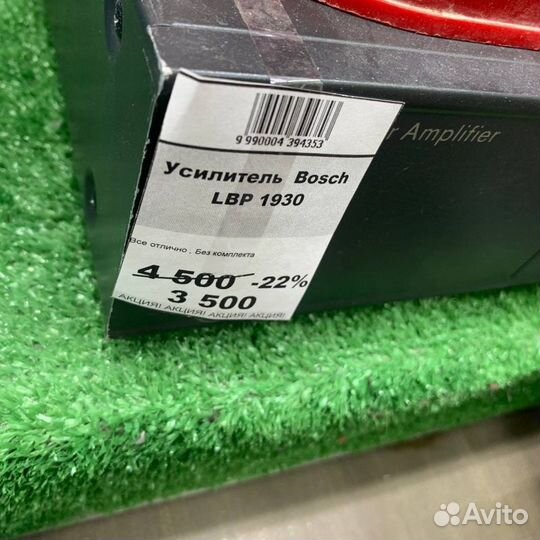 9 990004 394353
Усилитель Bosch
LBP 1930
r Amplifier
Все отлично . Без комплекта
4 500 -22%
3 500
АКЦИЯ! АКЦИЯ! АКЦИЯ! АКЦИЯ!
Avito